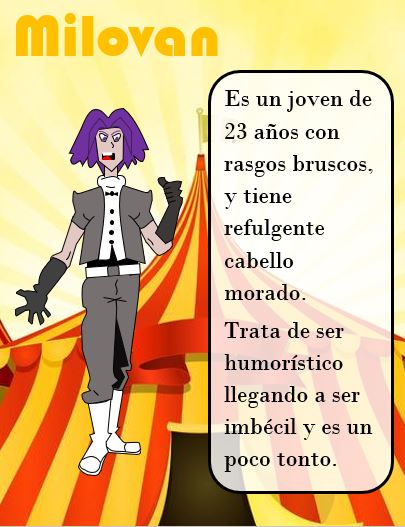 Milovan
Es un joven de
23 años con
rasgos bruscos,
y tiene
refulgente
cabello
morado.
Trata de ser
humorístico
llegando a ser
imbécil y es un
poco tonto.